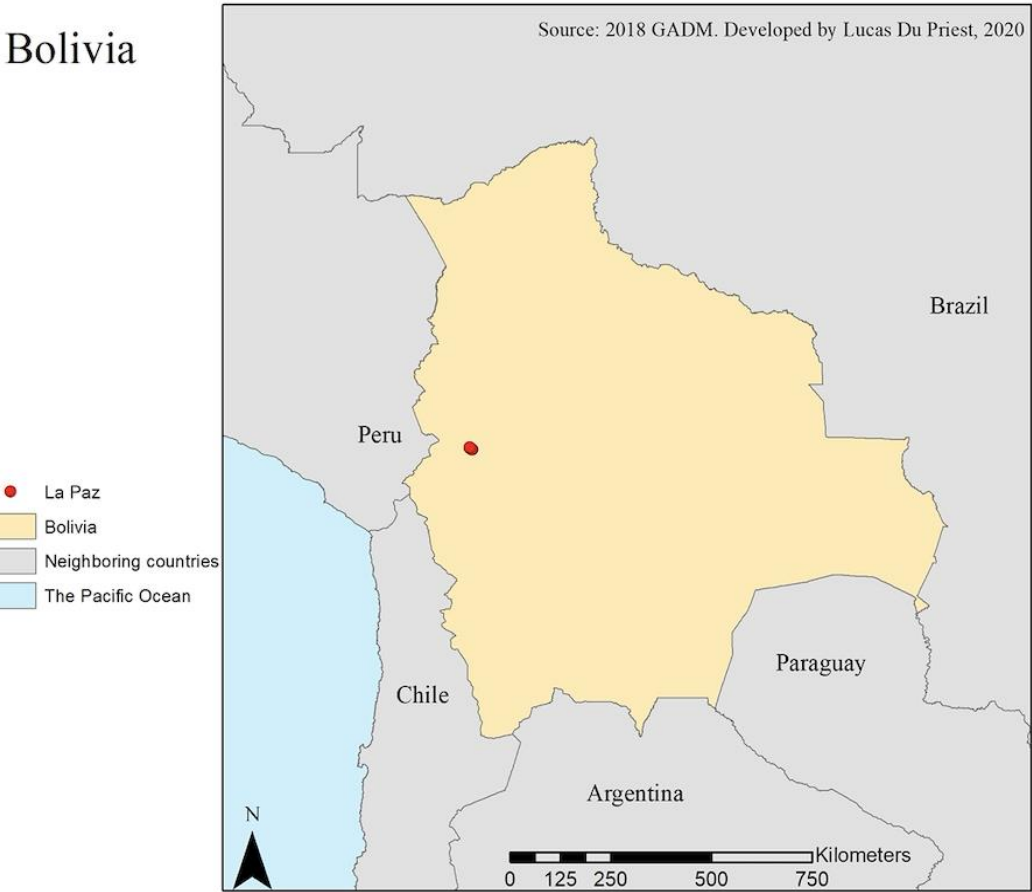 Bolivia
Source: 2018 GADM. Developed by Lucas Du Priest, 2020
Brazil
Peru
La Paz
Bolivia
Neighboring countries
The Pacific Ocean
Paraguay
Chile
Argentina
N
Kilometers
0 125 250 500 750